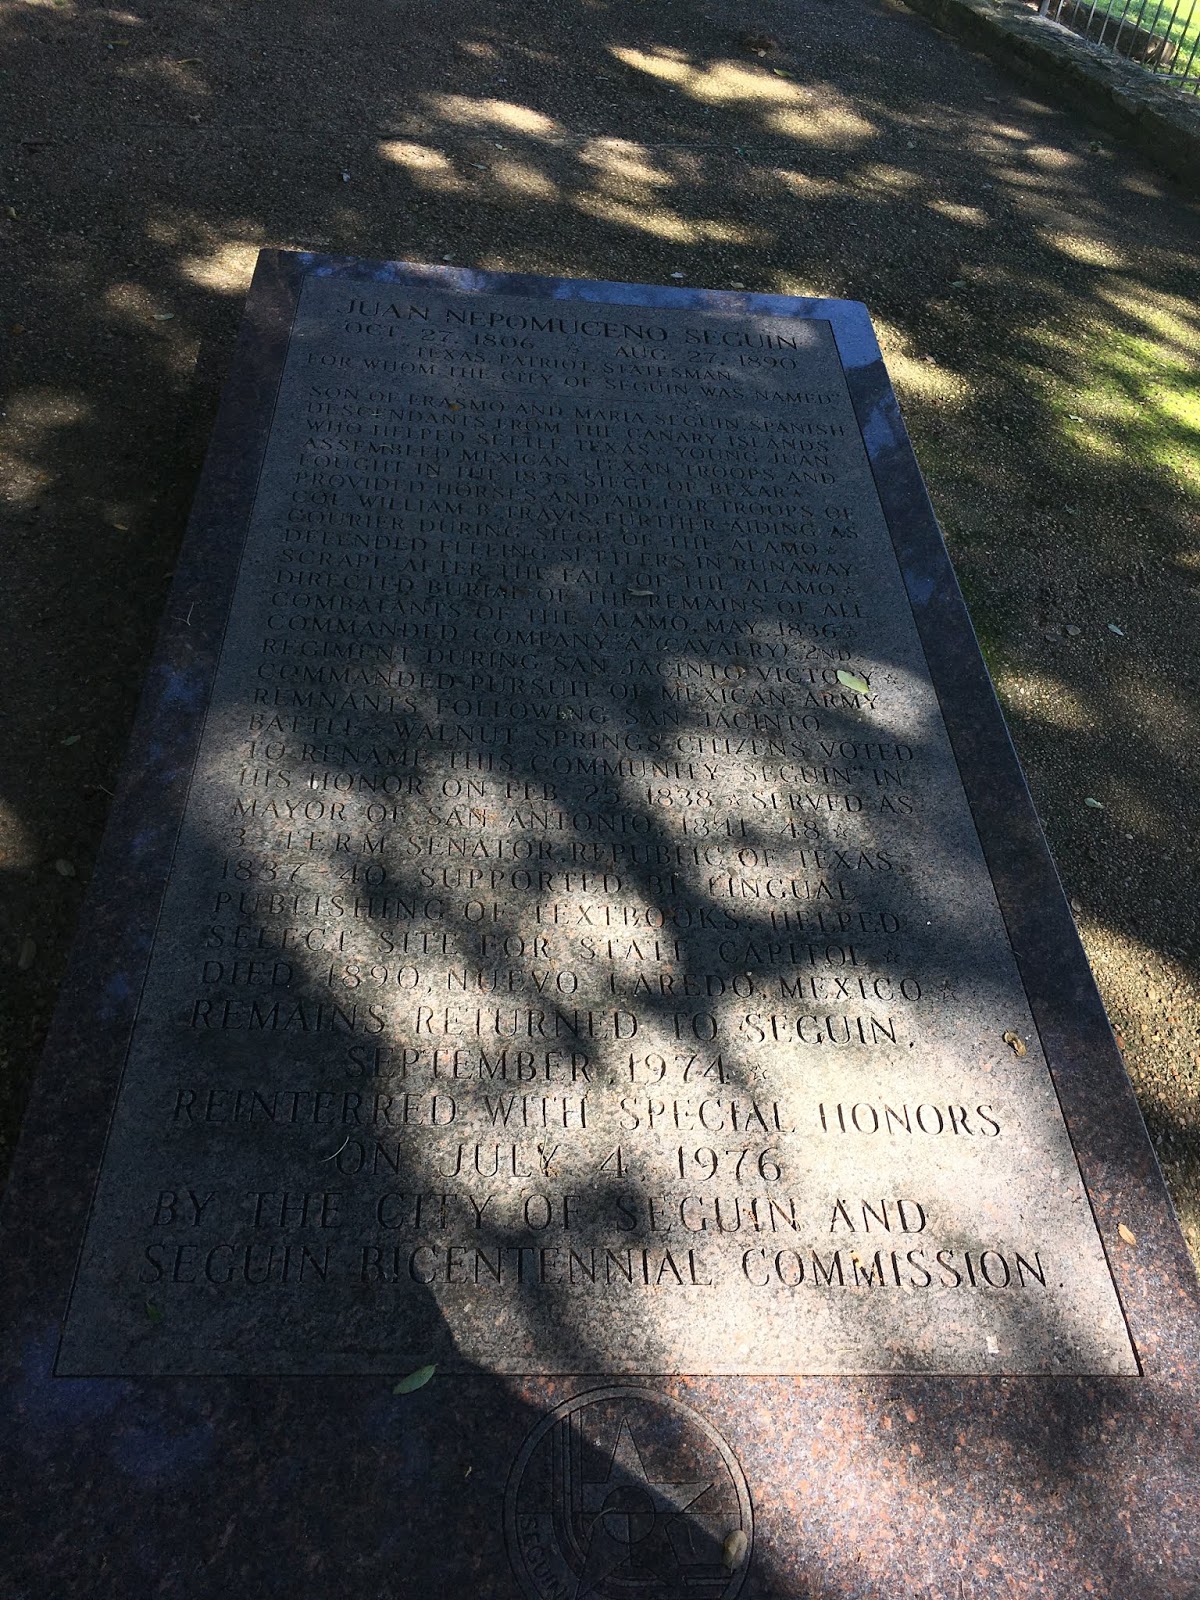 JUAN NEPOMUCENO SEGUIN
OCT. 27, 1806 ☆ AUG. 27, 1890
TEXAS PATRIOT, STATESMAN
FOR WHOM THE CITY OF SEGUIN WAS NAMED
SON OF ERASMO AND MARIA SEGUIN, SPANISH
DESCENDANTS FROM THE CANARY ISLANDS
WHO HELPED SETTLE TEXAS ☆ YOUNG JUAN
ASSEMBLED MEXICAN-TEXAN TROOPS AND
FOUGHT IN THE 1835 SIEGE OF BEXAR ☆
PROVIDED HORSES AND AID FOR TROOPS OF
COL. WILLIAM B. TRAVIS, FURTHER AIDING AS
COURIER DURING SIEGE OF THE ALAMO ☆
DEFENDED FLEEING SETTLERS IN RUNAWAY
SCRAPE AFTER THE FALL OF THE ALAMO ☆
DIRECTED BURIAL OF THE REMAINS OF ALL
COMBATANTS OF THE ALAMO, MAY, 1836 ☆
COMMANDED COMPANY "A" (CAVALRY) 2ND.
REGIMENT DURING SAN JACINTO VICTORY ☆
COMMANDED PURSUIT OF MEXICAN ARMY
REMNANTS FOLLOWING SAN JACINTO
BATTLE ☆ WALNUT SPRINGS CITIZENS VOTED
TO RENAME THIS COMMUNITY "SEGUIN" IN
HIS HONOR ON FEB. 25, 1838 ☆ SERVED AS
MAYOR OF SAN ANTONIO, 1841-48 ☆
3-TERM SENATOR, REPUBLIC OF TEXAS,
1837-40, SUPPORTED BI-LINGUAL
PUBLISHING OF TEXTBOOKS; HELPED
SELECT SITE FOR STATE CAPITOL ☆
DIED 1890, NUEVO LAREDO, MEXICO ☆
REMAINS RETURNED TO SEGUIN,
SEPTEMBER, 1974 ☆
REINTERRED WITH SPECIAL HONORS
ON JULY 4, 1976
BY THE CITY OF SEGUIN AND
SEGUIN BICENTENNIAL COMMISSION.
SEGUIN